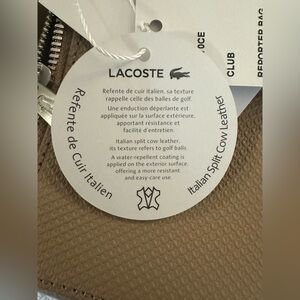 LACOSTE
Refente de cuir italien, sa texture
rappelle celle des balles de golf.
Une enduction déperlante est
appliquée sur la surface extérieure,
apportant résistance et
facilité d'entretien.
Italian split cow leather,
its texture refers to golf balls.
A water-repellent coating is
applied on the exterior surface,
offering a more resistant
and easy-care use.
Refente de Cuir Italien
Italian Split Cow Leather
CLUB
REPORTER BAG